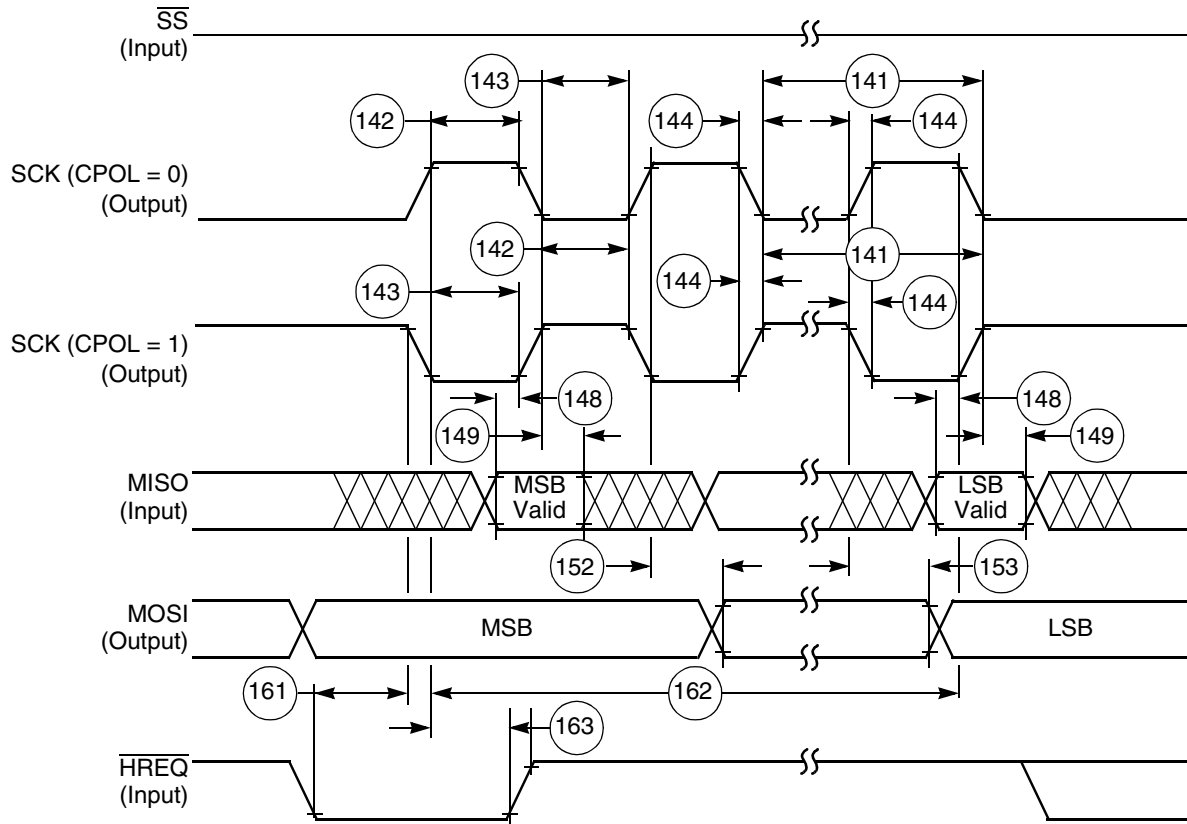 SS
(Input)
143
141
142
144
144
SCK (CPOL = 0)
(Output)
142
141
143
144
144
SCK (CPOL = 1)
(Output)
148
148
149
149
MISO
(Input)
MSB
Valid
LSB
Valid
152
153
MOSI
(Output)
MSB
LSB
161
162
163
HREQ
(Input)